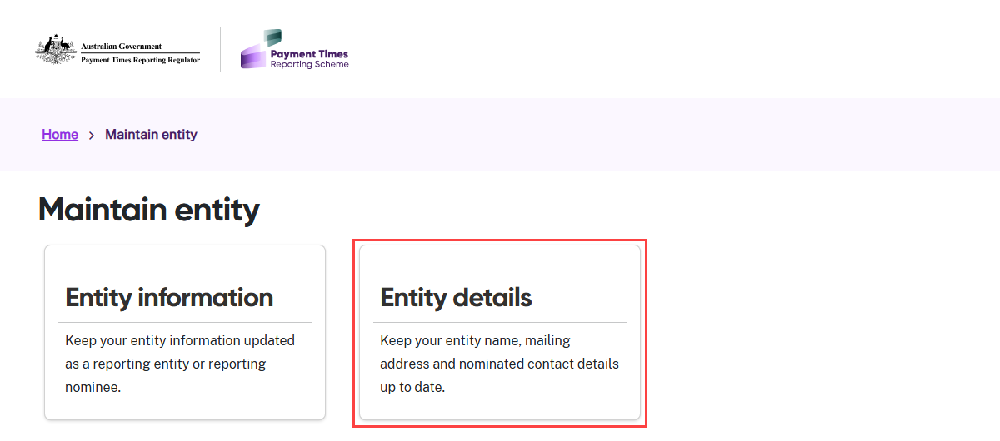 Australian Government
Payment Times Reporting Regulator
Payment Times
Reporting Scheme
Home > Maintain entity
Maintain entity
Entity information
Keep your entity information updated
as a reporting entity or reporting
nominee.
Entity details
Keep your entity name, mailing
address and nominated contact details
up to date.